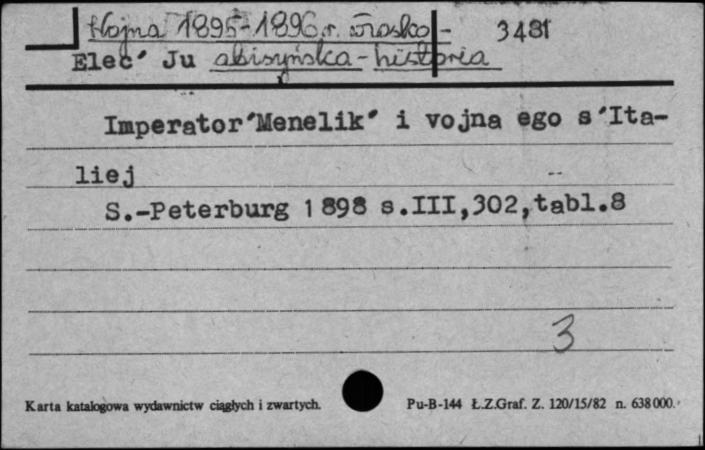 Wojna 1895-1896 r. włosko-
3481
Elec' Ju abisyńska - historia
Imperator'Menelik' i vojna ego s'Ita-
liej
S.-Peterburg 1898 s.III,302,tabl.8
3
Karta katalogowa wydawnictw ciągłych i zwartych.
Pu-B-144 Ł.Z.Graf. Z. 120/15/82 n. 638000.